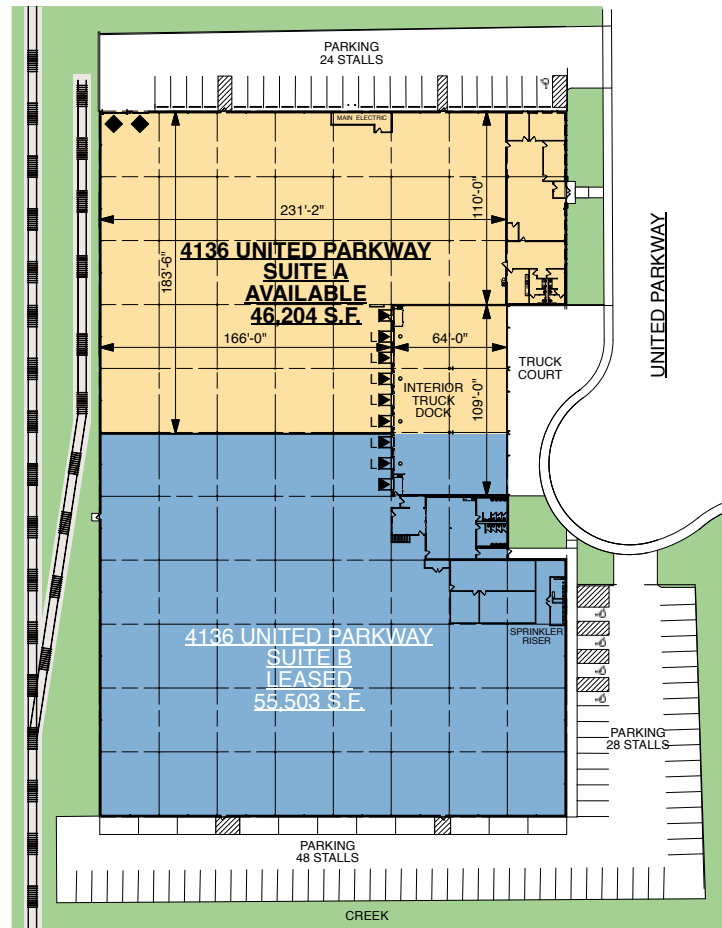 PARKING
24 STALLS
MAIN ELECTRIC
231'-2"
110'-0"
183'-6"
4136 UNITED PARKWAY
SUITE A
AVAILABLE
46,204 S.F.
UNITED PARKWAY
166'-0"
64'-0"
L
L
L
L
L
L
L
INTERIOR
TRUCK
DOCK
109'-0"
TRUCK
COURT
4136 UNITED PARKWAY
SUITE B
LEASED
55,503 S.F.
SPRINKLER
RISER
PARKING
28 STALLS
PARKING
48 STALLS
CREEK